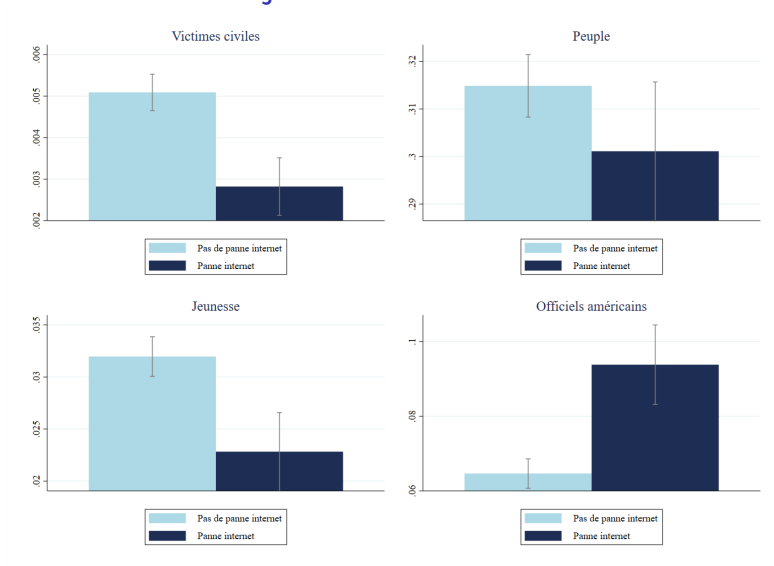 Victimes civiles
.006
.005
.004
.003
.002
Pas de panne internet
Panne internet
Peuple
.32
.31
.3
.29
Pas de panne internet
Panne internet
Jeunesse
.035
.03
.025
.02
Pas de panne internet
Panne internet
Officiels américains
.1
.08
.06
Pas de panne internet
Panne internet